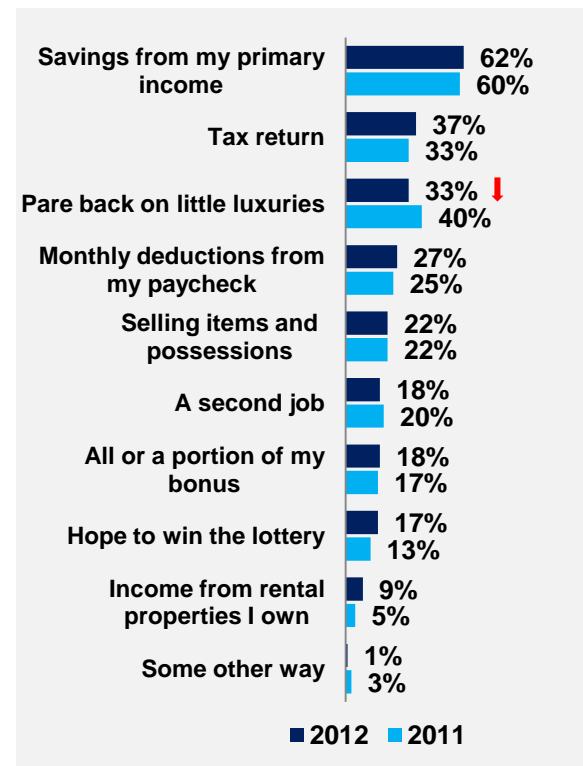 Savings from my primary
income
62%
60%
Tax return
37%
33%
Pare back on little luxuries
33%
40%
Monthly deductions from
my paycheck
27%
25%
Selling items and
possessions
22%
22%
A second job
18%
20%
All or a portion of my
bonus
18%
17%
Hope to win the lottery
17%
13%
Income from rental
properties I own
9%
5%
Some other way
1%
3%
2012 2011